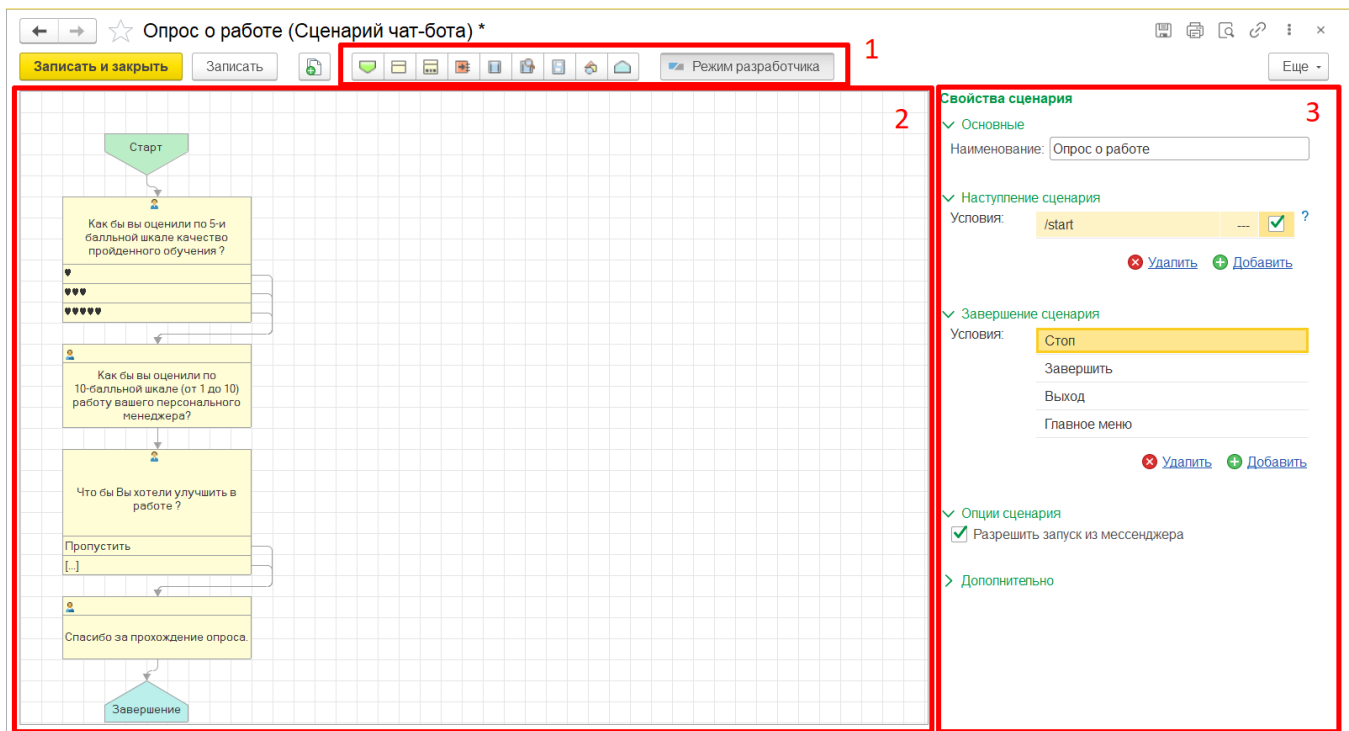 Опрос о работе (Сценарий чат-бота) *
Записать и закрыть
Записать
Режим разработчика
1
Еще
2
Старт
Как бы вы оценили по 5-и
балльной шкале качество
пройденного обучения ?
♥
♥♥♥
♥♥♥♥♥
Как бы вы оценили по
10-балльной шкале (от 1 до 10)
работу вашего персонального
менеджера?
Что бы Вы хотели улучшить в
работе ?
Пропустить
[...]
Спасибо за прохождение опроса.
Завершение
3
Свойства сценария
Основные
Наименование: Опрос о работе
Наступление сценария
Условия: /start --- ?
Удалить Добавить
Завершение сценария
Условия: Стоп
Завершить
Выход
Главное меню
Удалить Добавить
Опции сценария
Разрешить запуск из мессенджера
Дополнительно